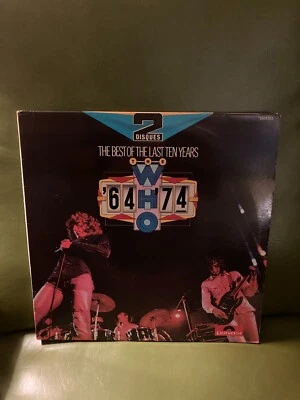 2
DISQUES
THE BEST OF THE LAST TEN YEARS
THE
WHO
'64 '74